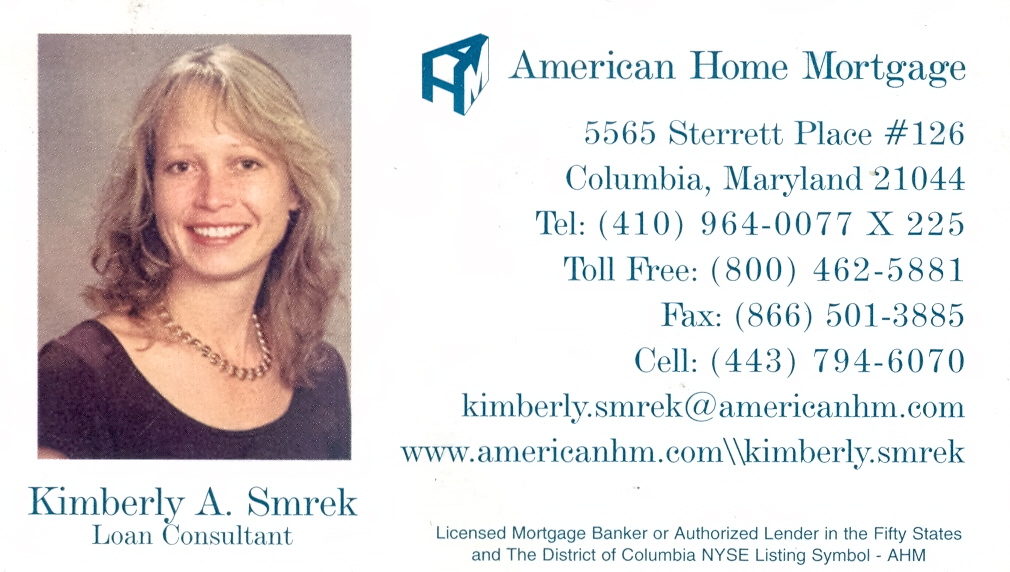 AHM
American Home Mortgage
5565 Sterrett Place #126
Columbia, Maryland 21044
Tel: (410) 964-0077 X 225
Toll Free: (800) 462-5881
Fax: (866) 501-3885
Cell: (443) 794-6070
kimberly.smrek@americanhm.com
www.americanhm.com\\kimberly.smrek
Kimberly A. Smrek
Loan Consultant
Licensed Mortgage Banker or Authorized Lender in the Fifty States
and The District of Columbia NYSE Listing Symbol - AHM